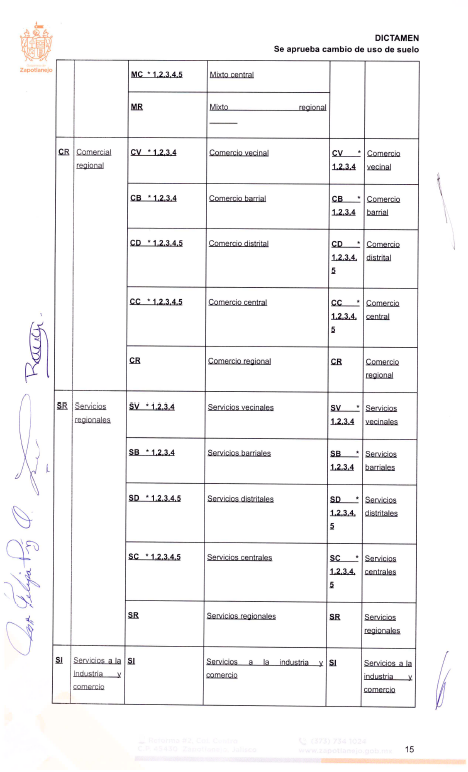 DICTAMEN
Se aprueba cambio de uso de suelo
Zapotlanejo
MC * 1,2,3,4,5 Mixto central
MR Mixto regional
CR Comercial regional CV * 1,2,3,4 Comercio vecinal CV * 1,2,3,4 Comercio vecinal
CB * 1,2,3,4 Comercio barrial CB * 1,2,3,4 Comercio barrial
CD * 1,2,3,4,5 Comercio distrital CD * 1,2,3,4, 5 Comercio distrital
CC * 1,2,3,4,5 Comercio central CC * 1,2,3,4, 5 Comercio central
CR Comercio regional CR Comercio regional
SR Servicios regionales SV * 1,2,3,4 Servicios vecinales SV * 1,2,3,4 Servicios vecinales
SB * 1,2,3,4 Servicios barriales SB * 1,2,3,4 Servicios barriales
SD * 1,2,3,4,5 Servicios distritales SD * 1,2,3,4, 5 Servicios distritales
SC * 1,2,3,4,5 Servicios centrales SC * 1,2,3,4, 5 Servicios centrales
SR Servicios regionales SR Servicios regionales
SI Servicios a la Industria y comercio SI Servicios a la industria y comercio SI Servicios a la industria y comercio
www.zapotlanejo.gob.mx
15